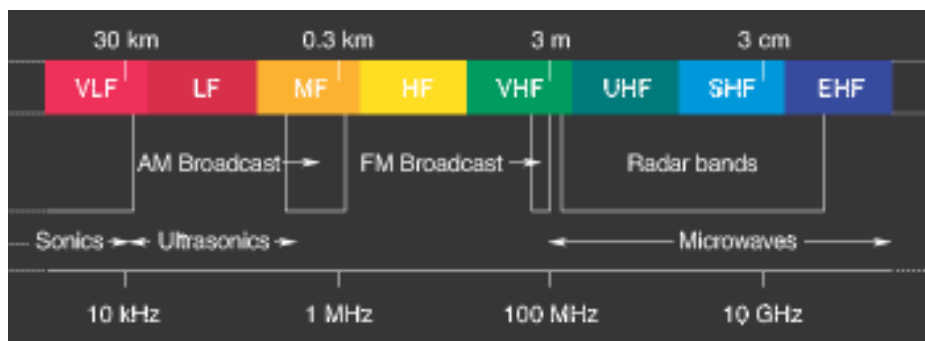 30 km 0.3 km 3 m 3 cm
VLF LF MF HF VHF UHF SHF EHF
AM Broadcast FM Broadcast Radar bands
Sonics Ultrasonics Microwaves
10 kHz 1 MHz 100 MHz 10 GHz